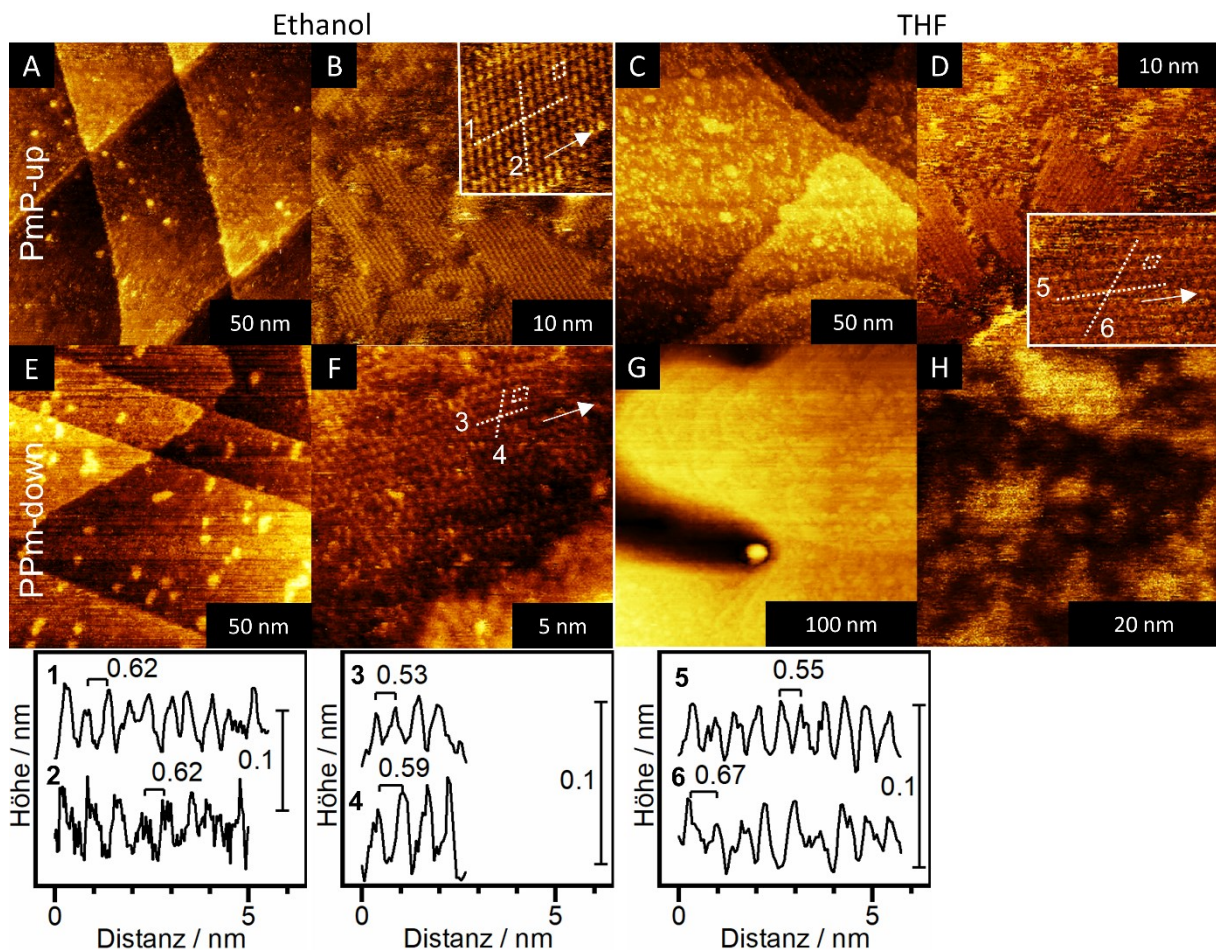 Ethanol THF
PmP-up
A B C D
10 nm
1
2
5
6
50 nm 10 nm 50 nm
PPm-down
E F G H
3
4
50 nm 5 nm 100 nm 20 nm
Höhe / nm
1 0.62
2 0.62
0.1
0 5
Distanz / nm
Höhe / nm
3 0.53
4 0.59
0.1
0 5
Distanz / nm
Höhe / nm
5 0.55
6 0.67
0.1
0 5
Distanz / nm